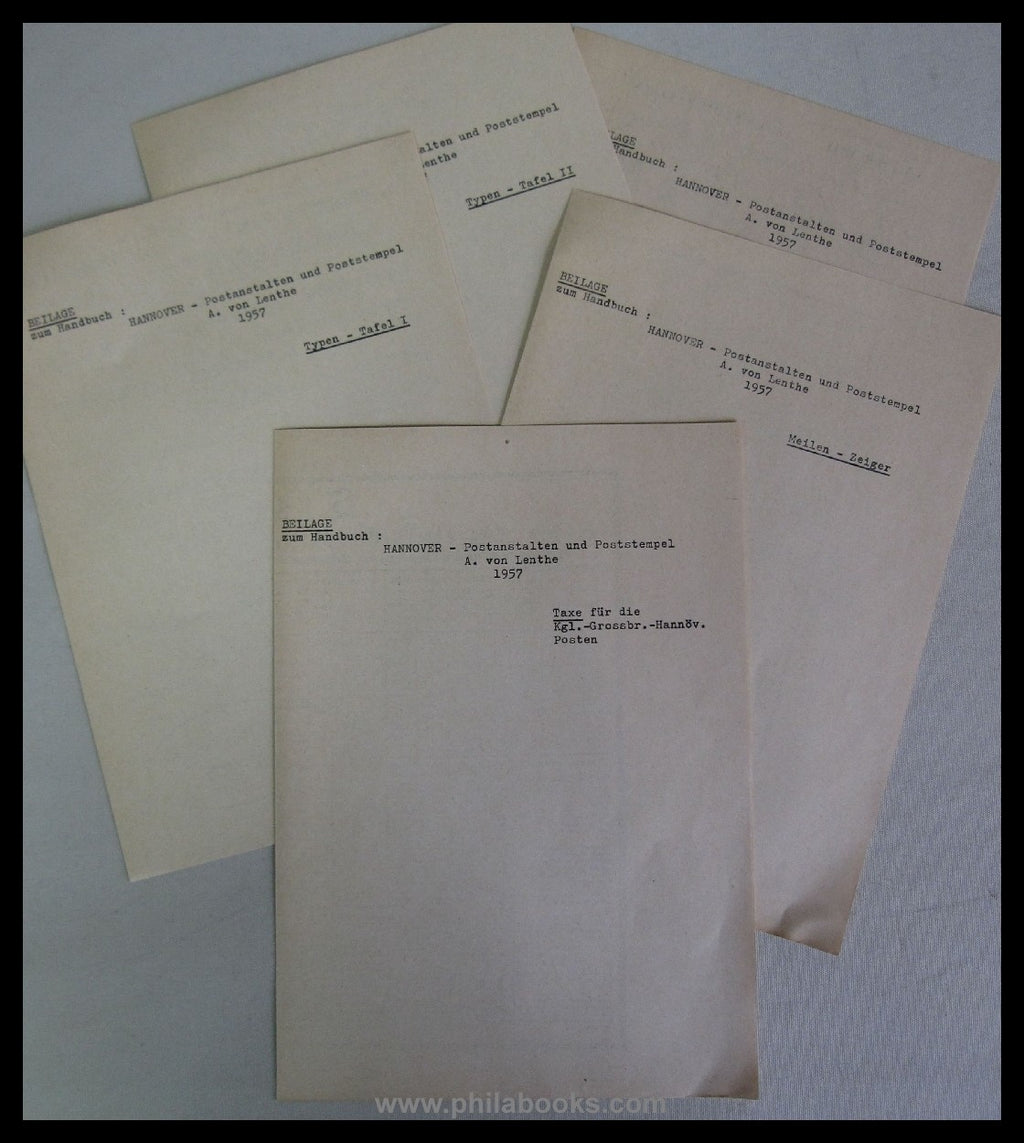 alten und Poststempel
enthe
Typen - Tafel II
LAGE
Handbuch :
HANNOVER - Postanstalten und Poststempel
A. von Lenthe
1957
BEILAGE
zum Handbuch :
HANNOVER - Postanstalten und Poststempel
A. von Lenthe
1957
Typen - Tafel I
BEILAGE
zum Handbuch :
HANNOVER - Postanstalten und Poststempel
A. von Lenthe
1957
Meilen - Zeiger
BEILAGE
zum Handbuch :
HANNOVER - Postanstalten und Poststempel
A. von Lenthe
1957
Taxe für die
Kgl.-Grossbr.-Hannöv.
Posten
www.philabooks.com